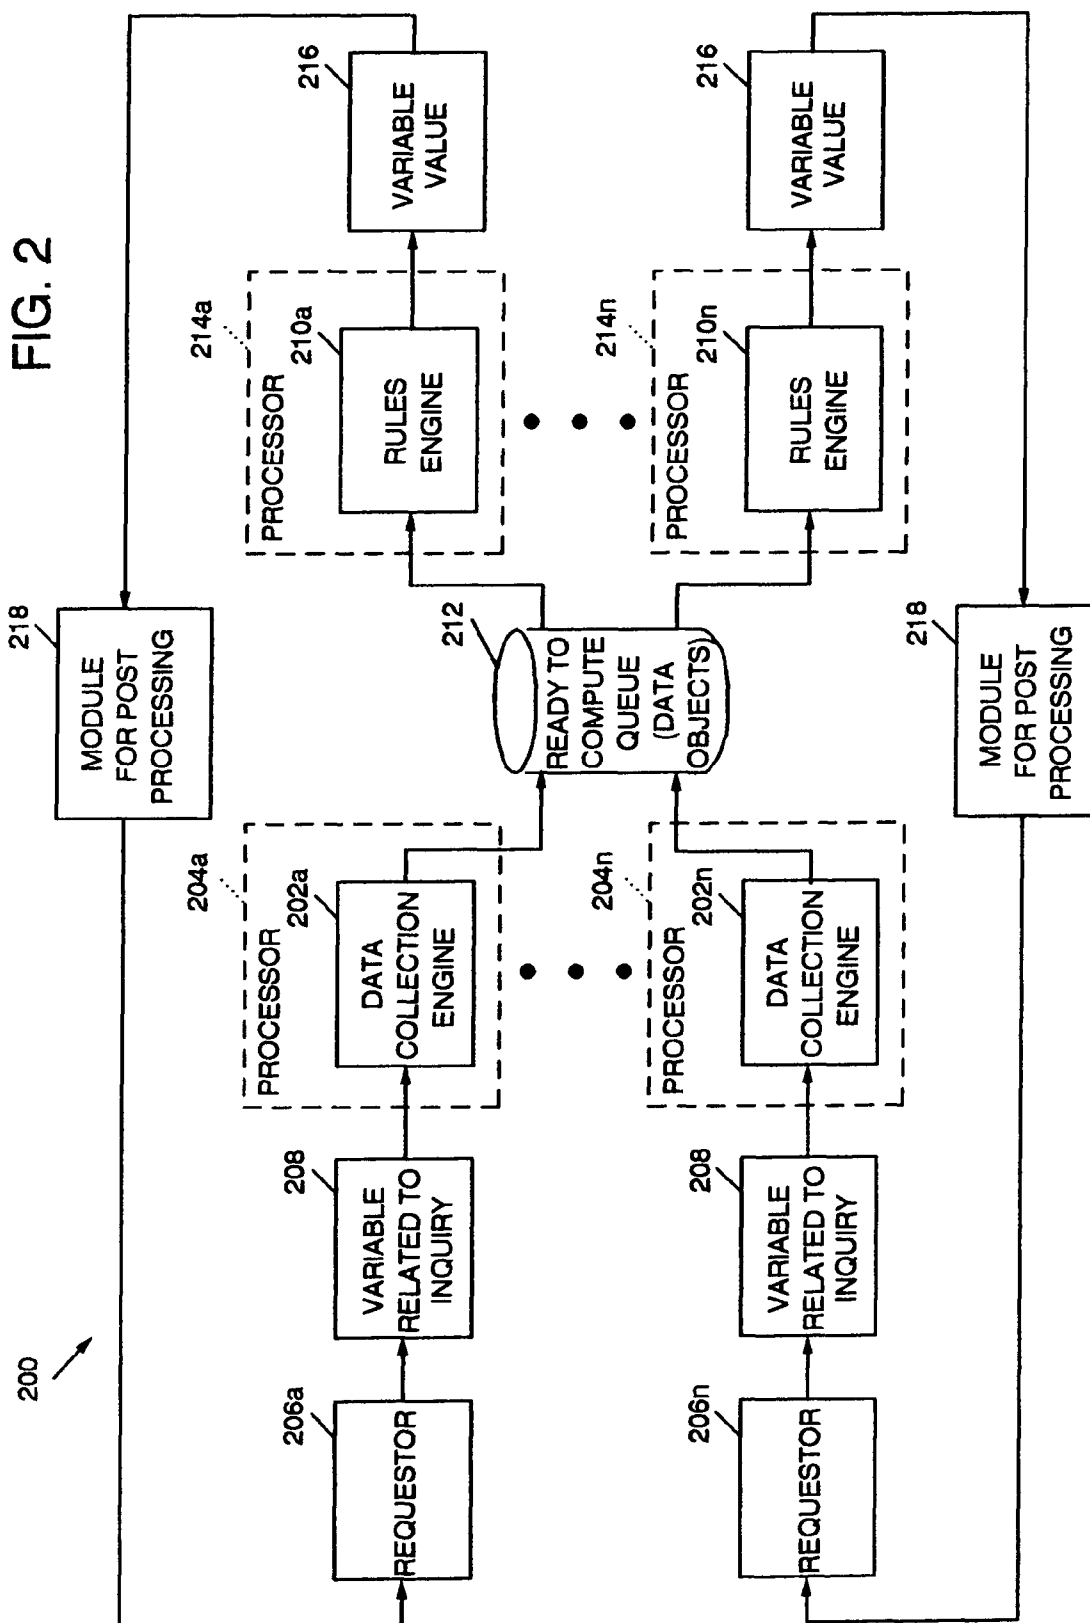 FIG. 2
200
218
MODULE
FOR POST
PROCESSING
206a
REQUESTOR
208
VARIABLE
RELATED TO
INQUIRY
204a
PROCESSOR
202a
DATA
COLLECTION
ENGINE
214a
PROCESSOR
210a
RULES
ENGINE
216
VARIABLE
VALUE
212
READY TO
COMPUTE
QUEUE
(DATA
OBJECTS)
206n
REQUESTOR
208
VARIABLE
RELATED TO
INQUIRY
204n
PROCESSOR
202n
DATA
COLLECTION
ENGINE
214n
PROCESSOR
210n
RULES
ENGINE
216
VARIABLE
VALUE
218
MODULE
FOR POST
PROCESSING